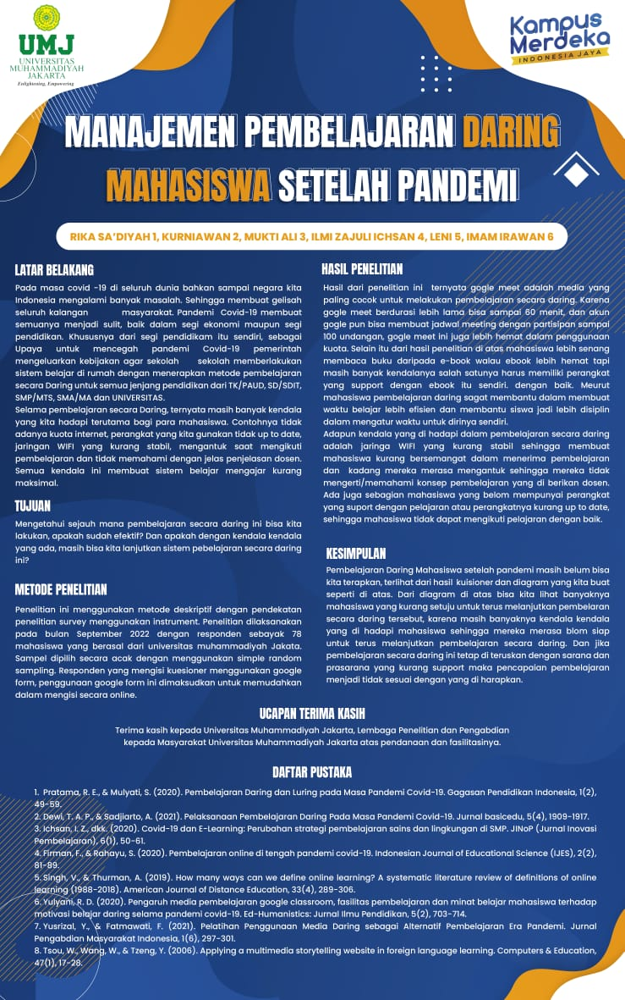 UMJ
UNIVERSITAS
MUHAMMADIYAH
JAKARTA
Enlightening, Empowering
Kampus
Merdeka
INDONESIA JAYA
MANAJEMEN PEMBELAJARAN DARING
MAHASISWA SETELAH PANDEMI
RIKA SA'DIYAH 1, KURNIAWAN 2, MUKTI ALI 3, ILMI ZAJULI ICHSAN 4, LENI 5, IMAM IRAWAN 6
LATAR BELAKANG
Pada masa covid -19 di seluruh dunia bahkan sampai negara kita
Indonesia mengalami banyak masalah. Sehingga membuat gelisah
seluruh kalangan masyarakat. Pandemi Covid-19 membuat
semuanya menjadi sulit, baik dalam segi ekonomi maupun segi
pendidikan. Khususnya dari segi pendidikam itu sendiri, sebagai
Upaya untuk mencegah pandemi Covid-19 pemerintah
mengeluarkan kebijakan agar sekolah sekolah memberlakukan
sistem belajar di rumah dengan menerapkan metode pembelajaran
secara Daring untuk semua jenjang pendidikan dari TK/PAUD, SD/SDIT,
SMP/MTS, SMA/MA dan UNIVERSITAS.
Selama pembelajaran secara Daring, ternyata masih banyak kendala
yang kita hadapi terutama bagi para mahasiswa. Contohnya tidak
adanya kuota internet, perangkat yang kita gunakan tidak up to date,
jaringan WIFI yang kurang stabil, mengantuk saat mengikuti
pembelajaran dan tidak memahami dengan jelas penjelasan dosen.
Semua kendala ini membuat sistem belajar mengajar kurang
maksimal.
TUJUAN
Mengetahui sejauh mana pembelajaran secara daring ini bisa kita
lakukan, apakah sudah efektif? Dan apakah dengan kendala kendala
yang ada, masih bisa kita lanjutkan sistem pebelajaran secara daring
ini?
METODE PENELITIAN
Penelitian ini menggunakan metode deskriptif dengan pendekatan
penelitian survey menggunakan instrument. Penelitian dilaksanakan
pada bulan September 2022 dengan responden sebayak 78
mahasiswa yang berasal dari universitas muhammadiyah Jakata.
Sampel dipilih secara acak dengan menggunakan simple random
sampling. Responden yang mengisi kuesioner menggunakan google
form, penggunaan google form ini dimaksudkan untuk memudahkan
dalam mengisi secara online.
HASIL PENELITIAN
Hasil dari penelitian ini ternyata gogle meet adalah media yang
paling cocok untuk melakukan pembelajaran secara daring. Karena
gogle meet berdurasi lebih lama bisa sampai 60 menit, dan akun
gogle pun bisa membuat jadwal meeting dengan partisipan sampai
100 undangan, gogle meet ini juga lebih hemat dalam penggunaan
kuota. Selain itu dari hasil penelitian di atas mahasiswa lebih senang
membaca buku daripada e-book walau ebook lebih hemat tapi
masih banyak kendalanya salah satunya harus memiliki perangkat
yang support dengan ebook itu sendiri. dengan baik. Meurut
mahasiswa pembelajaran daring sagat membantu dalam membuat
waktu belajar lebih efisien dan membantu siswa jadi lebih disiplin
dalam mengatur waktu untuk dirinya sendiri.
Adapun kendala yang di hadapi dalam pembelajaran secara daring
adalah jaringa WIFI yang kurang stabil sehingga membuat
mahasiswa kurang bersemangat dalam menerima pembelajaran
dan kadang mereka merasa mengantuk sehingga mereka tidak
mengerti/memahami konsep pembelajaran yang di berikan dosen.
Ada juga sebagian mahasiswa yang belom mempunyai perangkat
yang suport dengan pelajaran atau perangkatnya kurang up to date,
sehingga mahasiswa tidak dapat mengikuti pelajaran dengan baik.
KESIMPULAN
Pembelajaran Daring Mahasiswa setelah pandemi masih belum bisa
kita terapkan, terlihat dari hasil kuisioner dan diagram yang kita buat
seperti di atas. Dari diagram di atas bisa kita lihat banyaknya
mahasiswa yang kurang setuju untuk terus melanjutkan pembelaran
secara daring tersebut, karena masih banyaknya kendala kendala
yang di hadapi mahasiswa sehingga mereka merasa blom siap
untuk terus melanjutkan pembelajaran secara daring. Dan jika
pembelajaran secara daring ini tetap di teruskan dengan sarana dan
prasarana yang kurang support maka pencapaian pembelajaran
menjadi tidak sesuai dengan yang di harapkan.
UCAPAN TERIMA KASIH
Terima kasih kepada Universitas Muhammadiyah Jakarta, Lembaga Penelitian dan Pengabdian
kepada Masyarakat Universitas Muhammadiyah Jakarta atas pendanaan dan fasilitasinya.
DAFTAR PUSTAKA
1. Pratama, R. E., & Mulyati, S. (2020). Pembelajaran Daring dan Luring pada Masa Pandemi Covid-19. Gagasan Pendidikan Indonesia, 1(2),
49-59.
2. Dewi, T. A. P., & Sadjiarto, A. (2021). Pelaksanaan Pembelajaran Daring Pada Masa Pandemi Covid-19. Jurnal basicedu, 5(4), 1909-1917.
3. Ichsan, I. Z., dkk. (2020). Covid-19 dan E-Learning: Perubahan strategi pembelajaran sains dan lingkungan di SMP. JINoP (Jurnal Inovasi
Pembelajaran), 6(1), 50-61.
4. Firman, F., & Rahayu, S. (2020). Pembelajaran online di tengah pandemi covid-19. Indonesian Journal of Educational Science (IJES), 2(2),
81-89.
5. Singh, V., & Thurman, A. (2019). How many ways can we define online learning? A systematic literature review of definitions of online
learning (1988-2018). American Journal of Distance Education, 33(4), 289-306.
6. Yulyani, R. D. (2020). Pengaruh media pembelajaran google classroom, fasilitas pembelajaran dan minat belajar mahasiswa terhadap
motivasi belajar daring selama pandemi covid-19. Ed-Humanistics: Jurnal Ilmu Pendidikan, 5(2), 703-714.
7. Yusrizal, Y., & Fatmawati, F. (2021). Pelatihan Penggunaan Media Daring sebagai Alternatif Pembelajaran Era Pandemi. Jurnal
Pengabdian Masyarakat Indonesia, 1(6), 297-301.
8. Tsou, W., Wang, W., & Tzeng, Y. (2006). Applying a multimedia storytelling website in foreign language learning. Computers & Education,
47(1), 17-28.